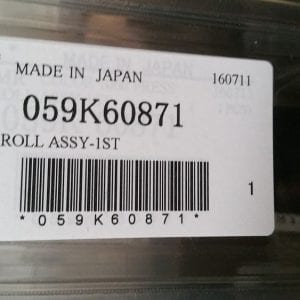 MADE IN JAPAN 160711
059K60871
ROLL ASSY-1ST
1
*059K60871*